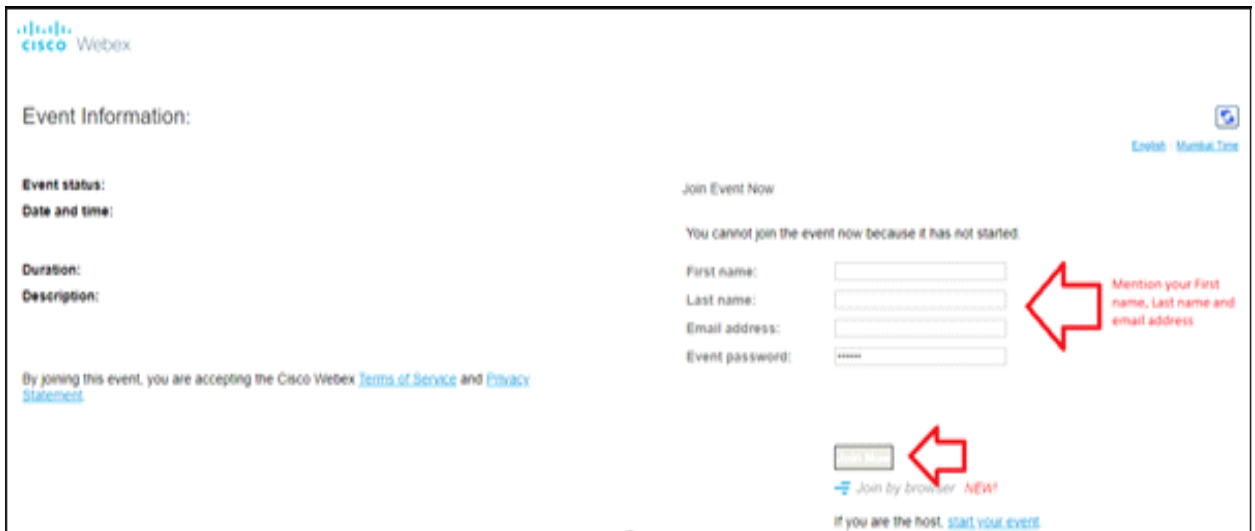 cisco Webex
Event Information:
English : Mumbai Time
Event status:
Date and time:
Duration:
Description:
By joining this event, you are accepting the Cisco Webex Terms of Service and Privacy
Statement.
Join Event Now
You cannot join the event now because it has not started.
First name:
Last name:
Email address:
Event password:
Mention your First
name, Last name and
email address
Join Now
Join by browser NEW!
If you are the host, start your event.